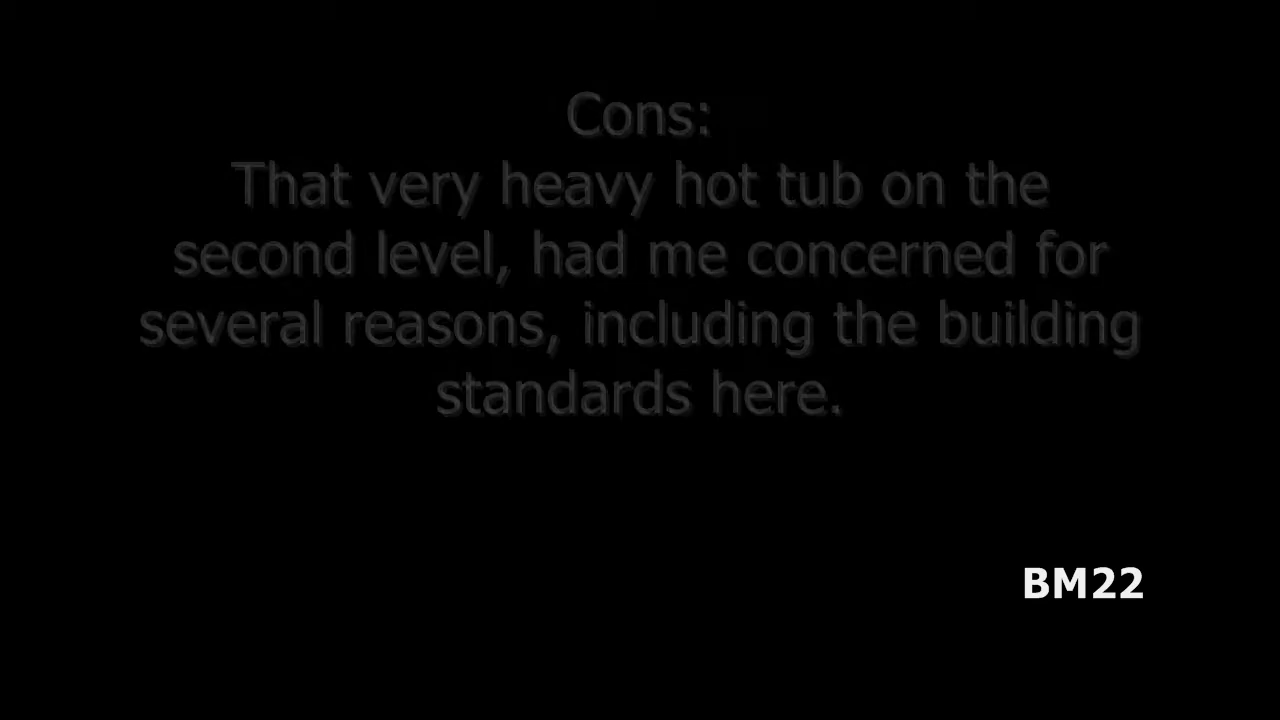 Cons:
That very heavy hot tub on the
second level, had me concerned for
several reasons, including the building
standards here.
BM22